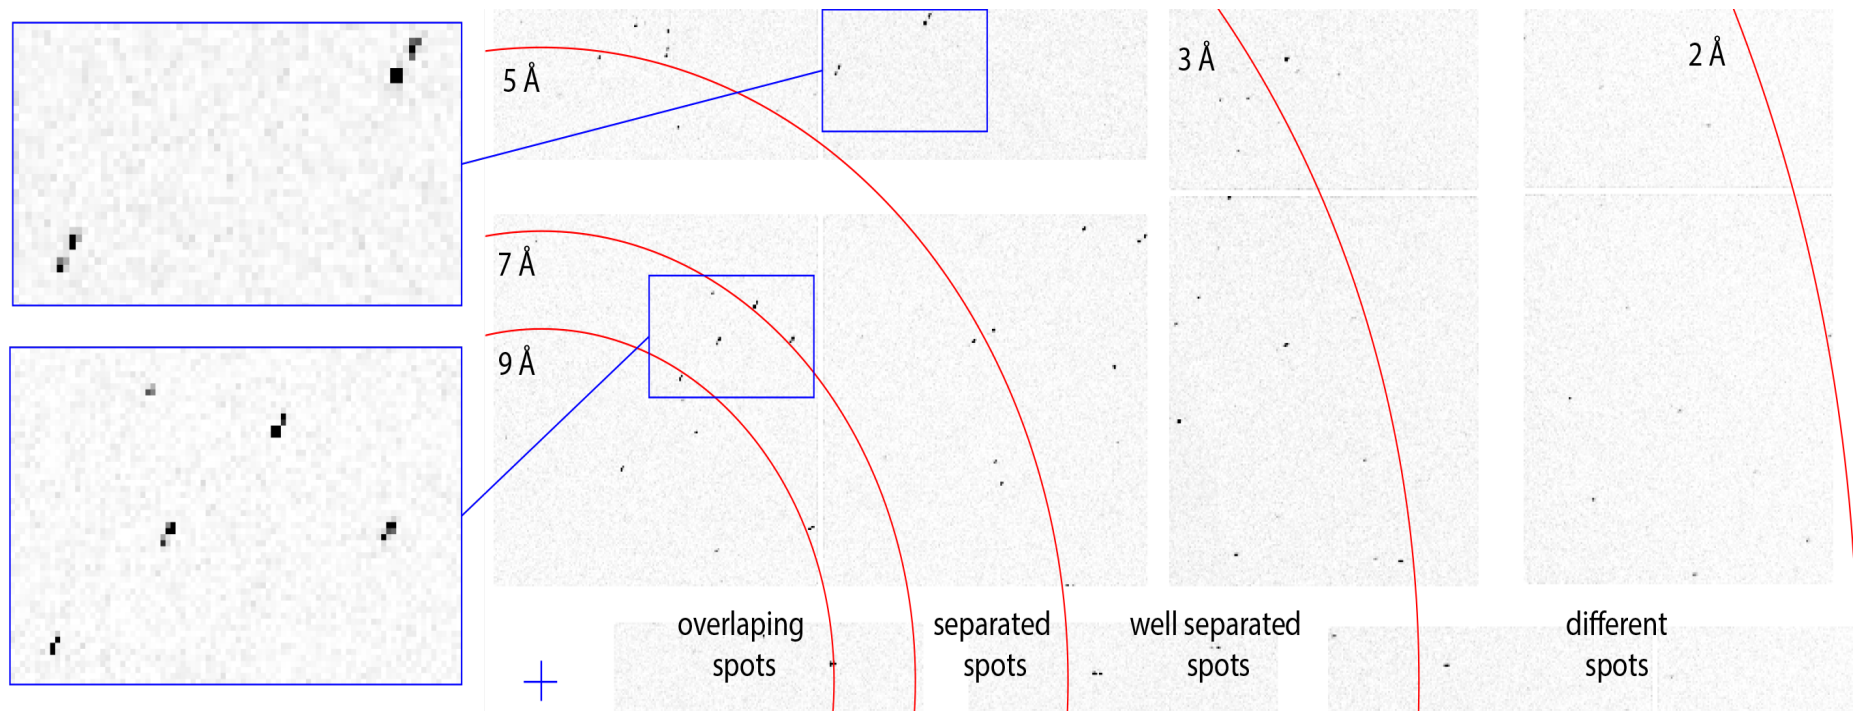 5 Å
3 Å
2 Å
7 Å
9 Å
overlaping
spots
separated
spots
well separated
spots
different
spots